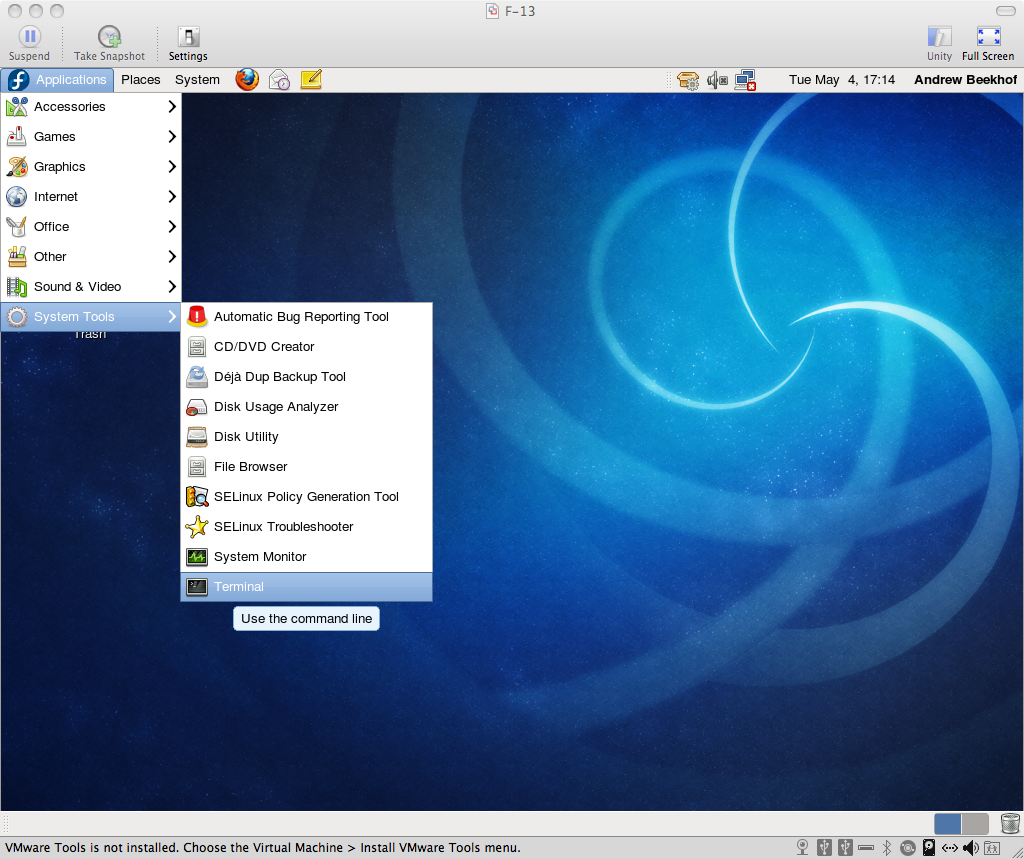 F-13
Suspend
Take Snapshot
Settings
Unity
Full Screen
Applications Places System
Tue May 4, 17:14 Andrew Beekhof
Accessories
Games
Graphics
Internet
Office
Other
Sound & Video
System Tools
Trash
Automatic Bug Reporting Tool
CD/DVD Creator
Déjà Dup Backup Tool
Disk Usage Analyzer
Disk Utility
File Browser
SELinux Policy Generation Tool
SELinux Troubleshooter
System Monitor
Terminal
Use the command line
VMware Tools is not installed. Choose the Virtual Machine > Install VMware Tools menu.